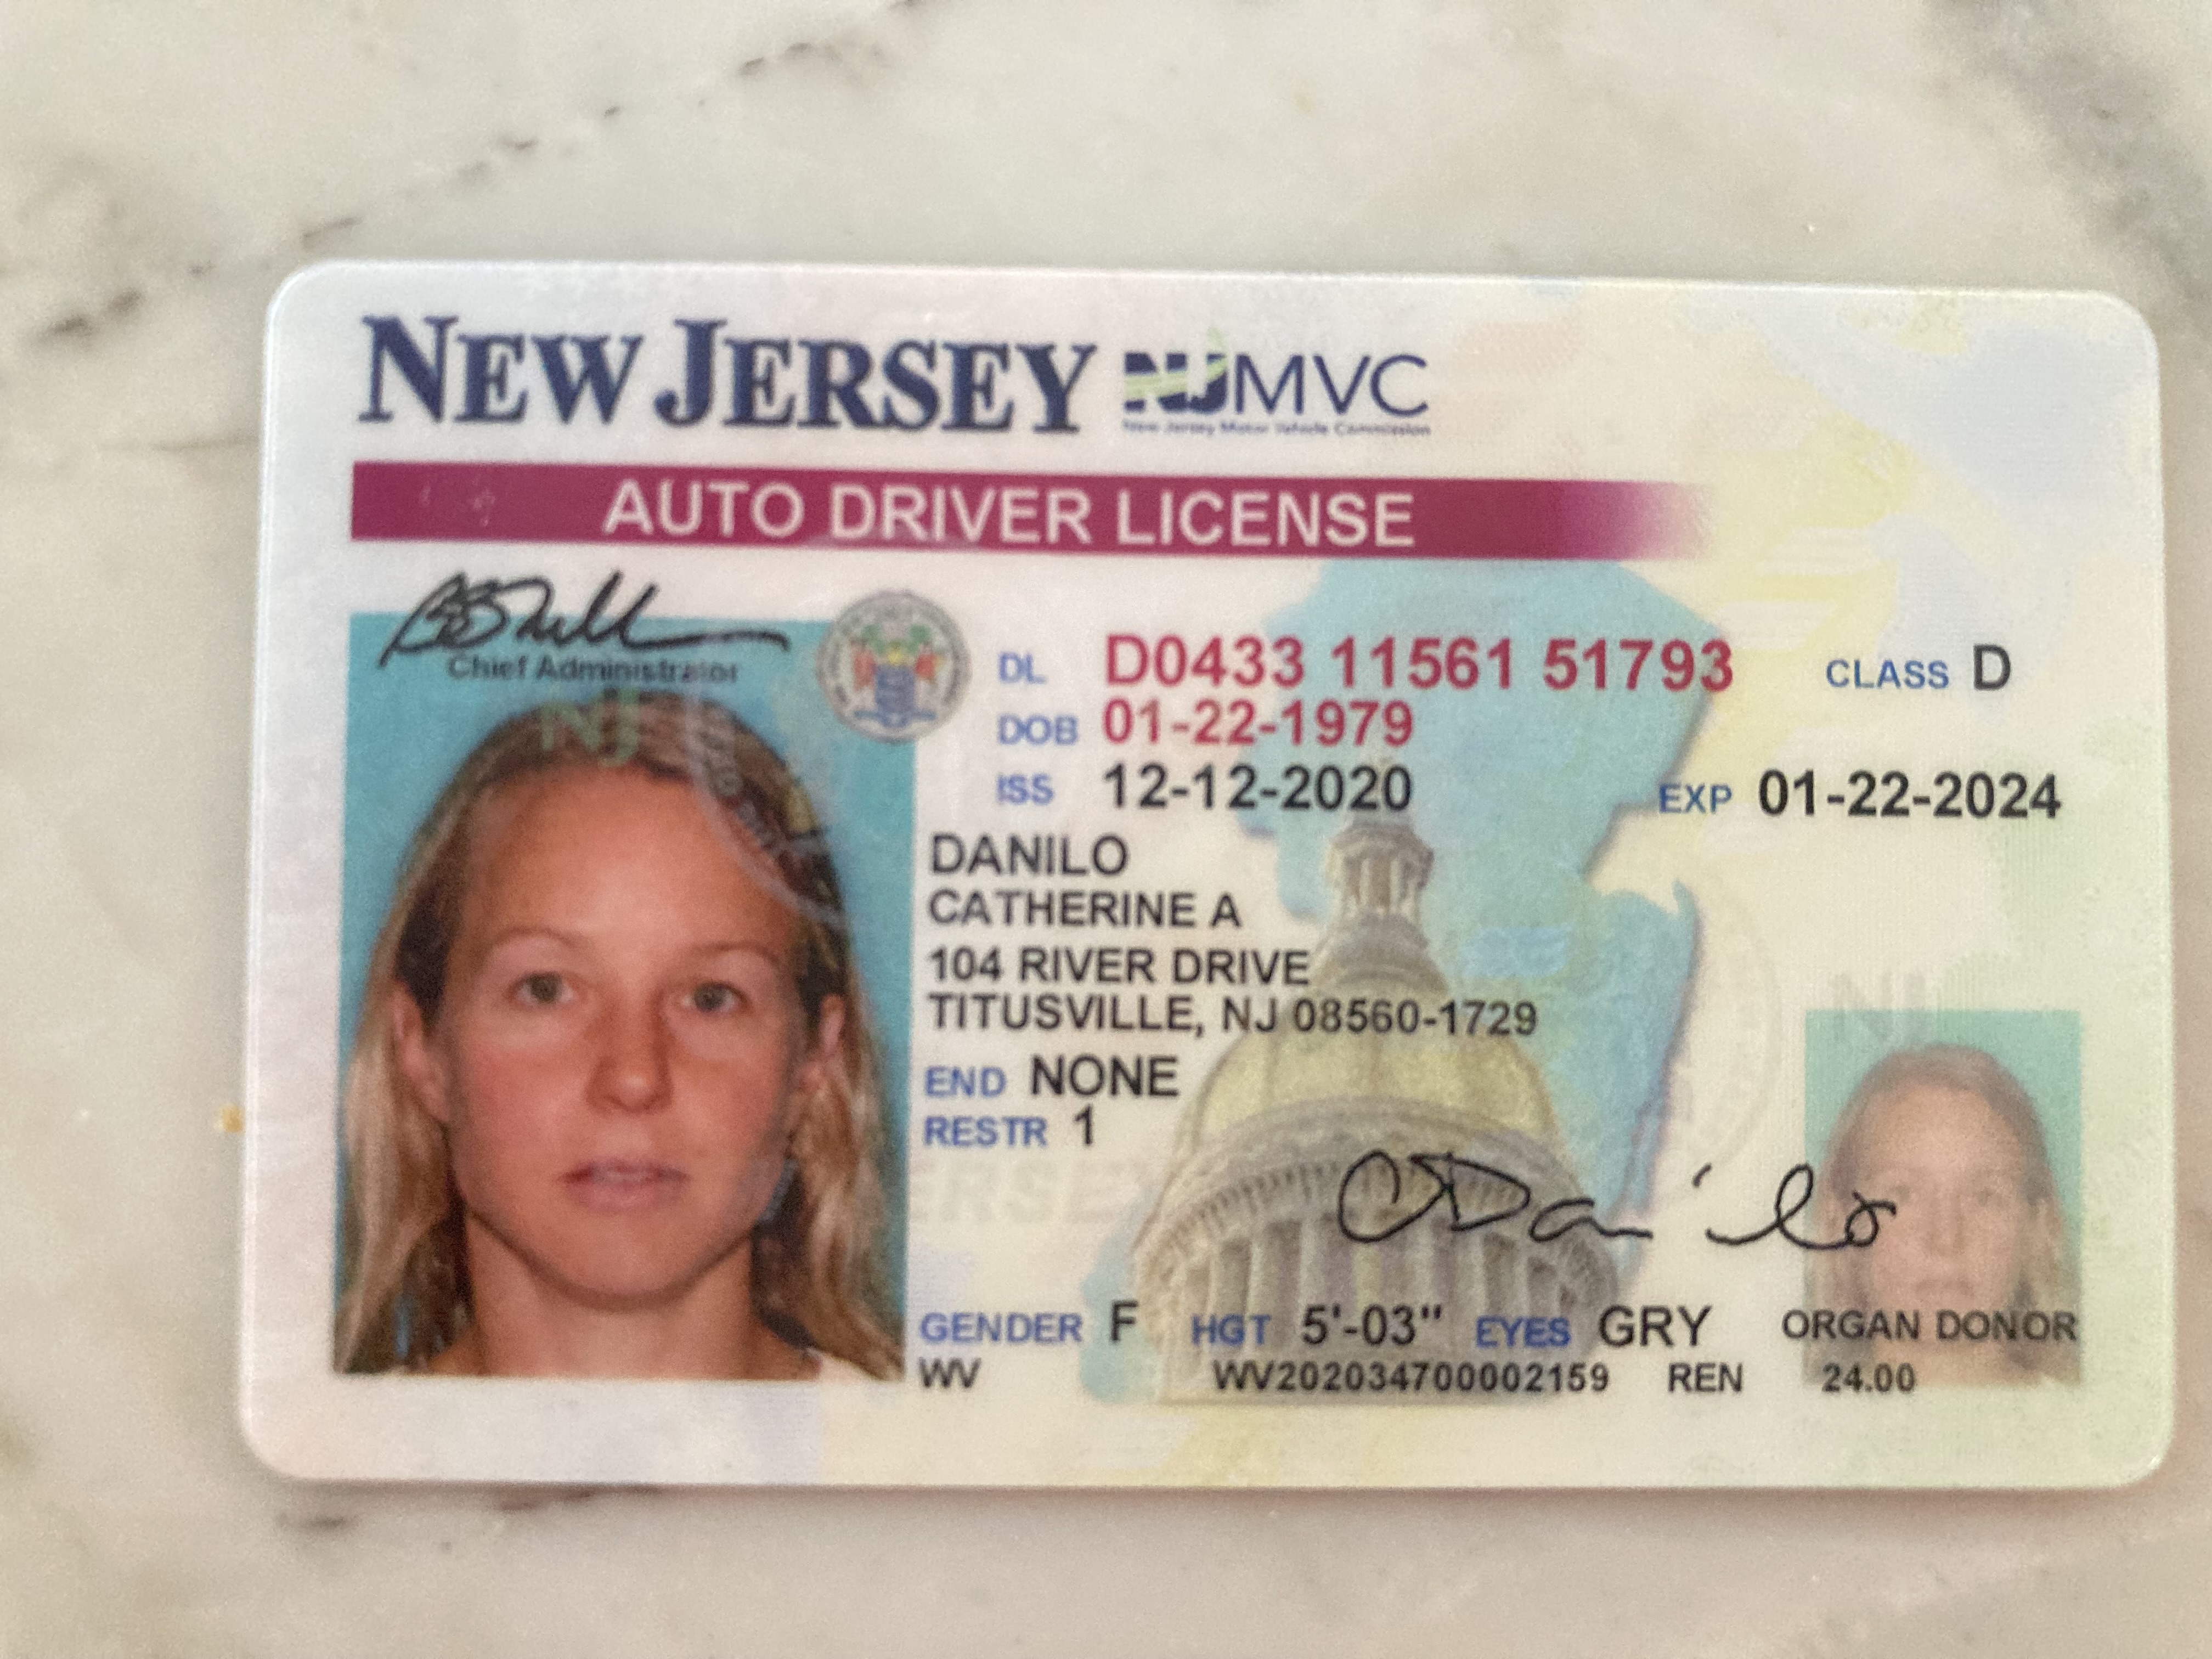 NEW JERSEY NJMVC
New Jersey Motor Vehicle Commission
AUTO DRIVER LICENSE
Chief Administrator
DL D0433 11561 51793 CLASS D
DOB 01-22-1979
ISS 12-12-2020 EXP 01-22-2024
DANILO
CATHERINE A
104 RIVER DRIVE
TITUSVILLE, NJ 08560-1729
END NONE
RESTR 1
GENDER F HGT 5'-03" EYES GRY ORGAN DONOR
WV WV202034700002159 REN 24.00